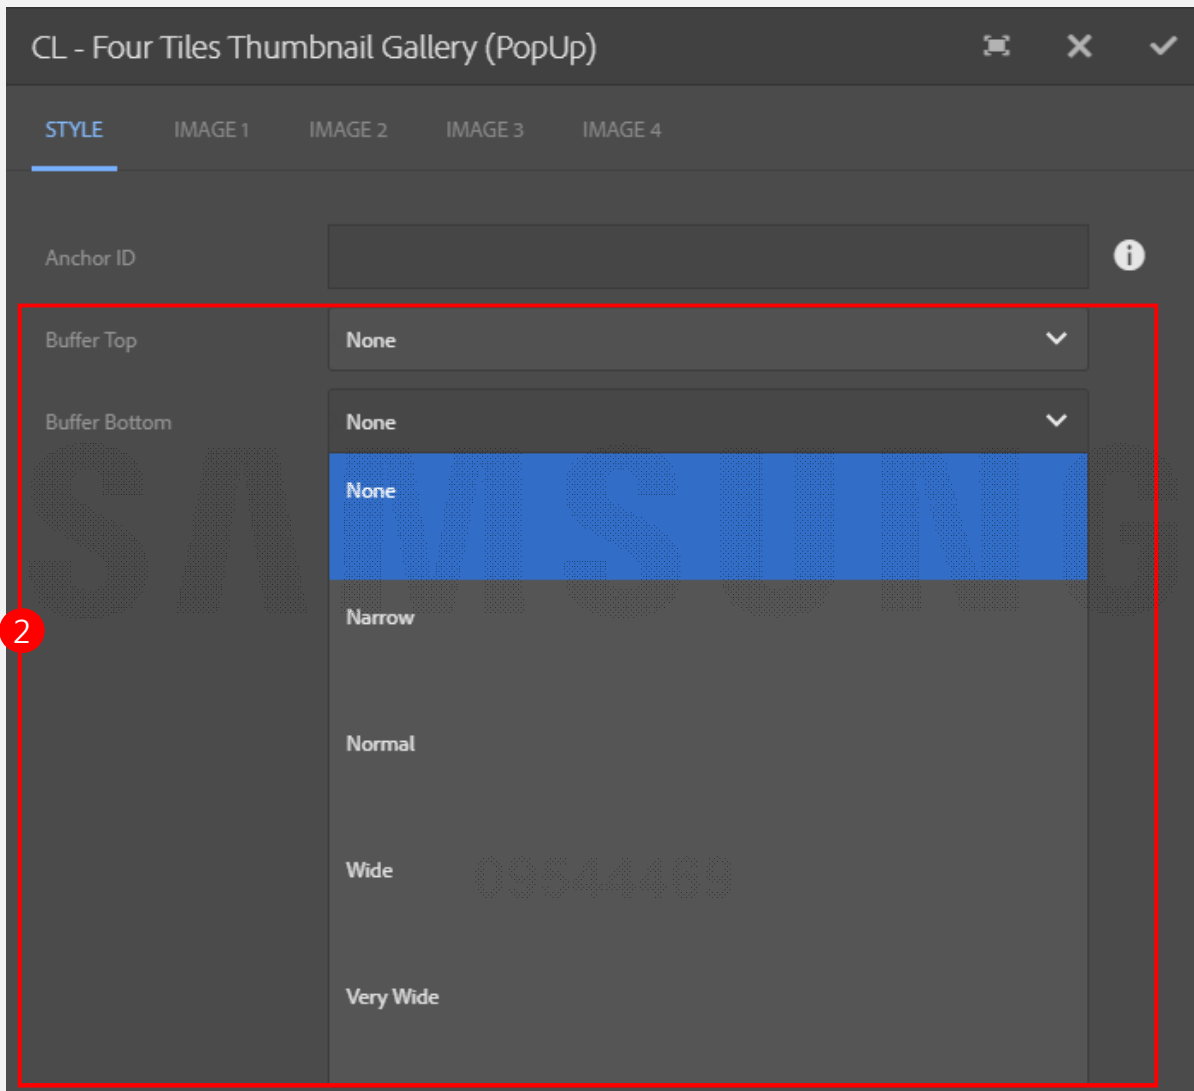 CL - Four Tiles Thumbnail Gallery (PopUp)
STYLE IMAGE 1 IMAGE 2 IMAGE 3 IMAGE 4
Anchor ID
Buffer Top None
Buffer Bottom None
SAMSUNG
None
2
Narrow
Normal
Wide
09544469
Very Wide